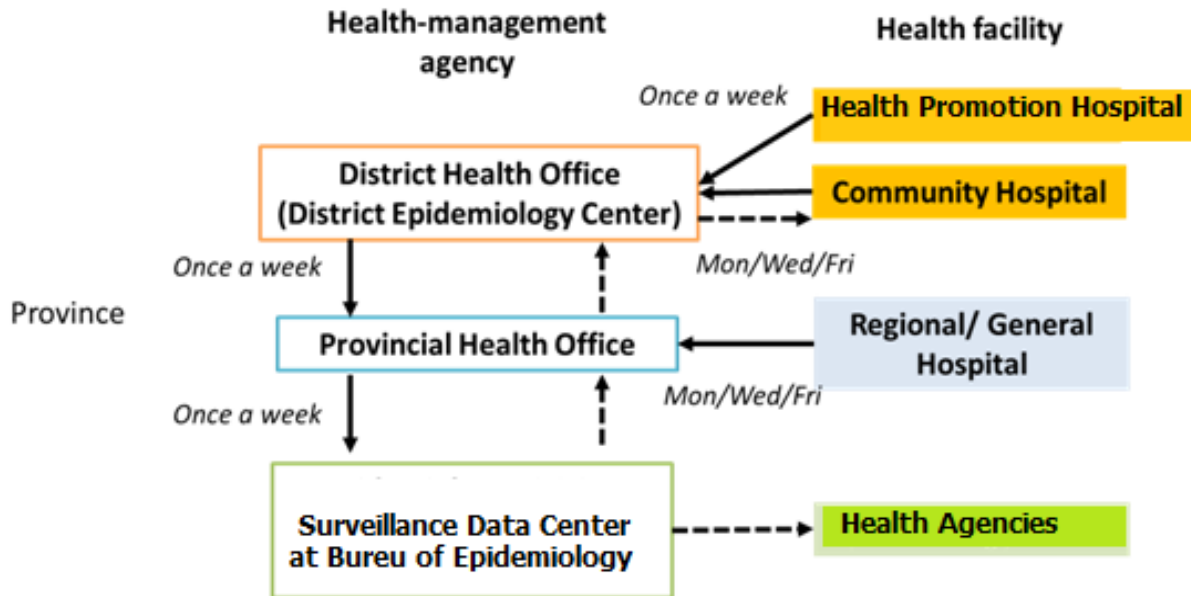 Health-management
agency
Health facility
Once a week
Health Promotion Hospital
District Health Office
(District Epidemiology Center)
Community Hospital
Once a week
Mon/Wed/Fri
Province
Provincial Health Office
Regional/ General
Hospital
Once a week
Mon/Wed/Fri
Surveillance Data Center
at Bureu of Epidemiology
Health Agencies